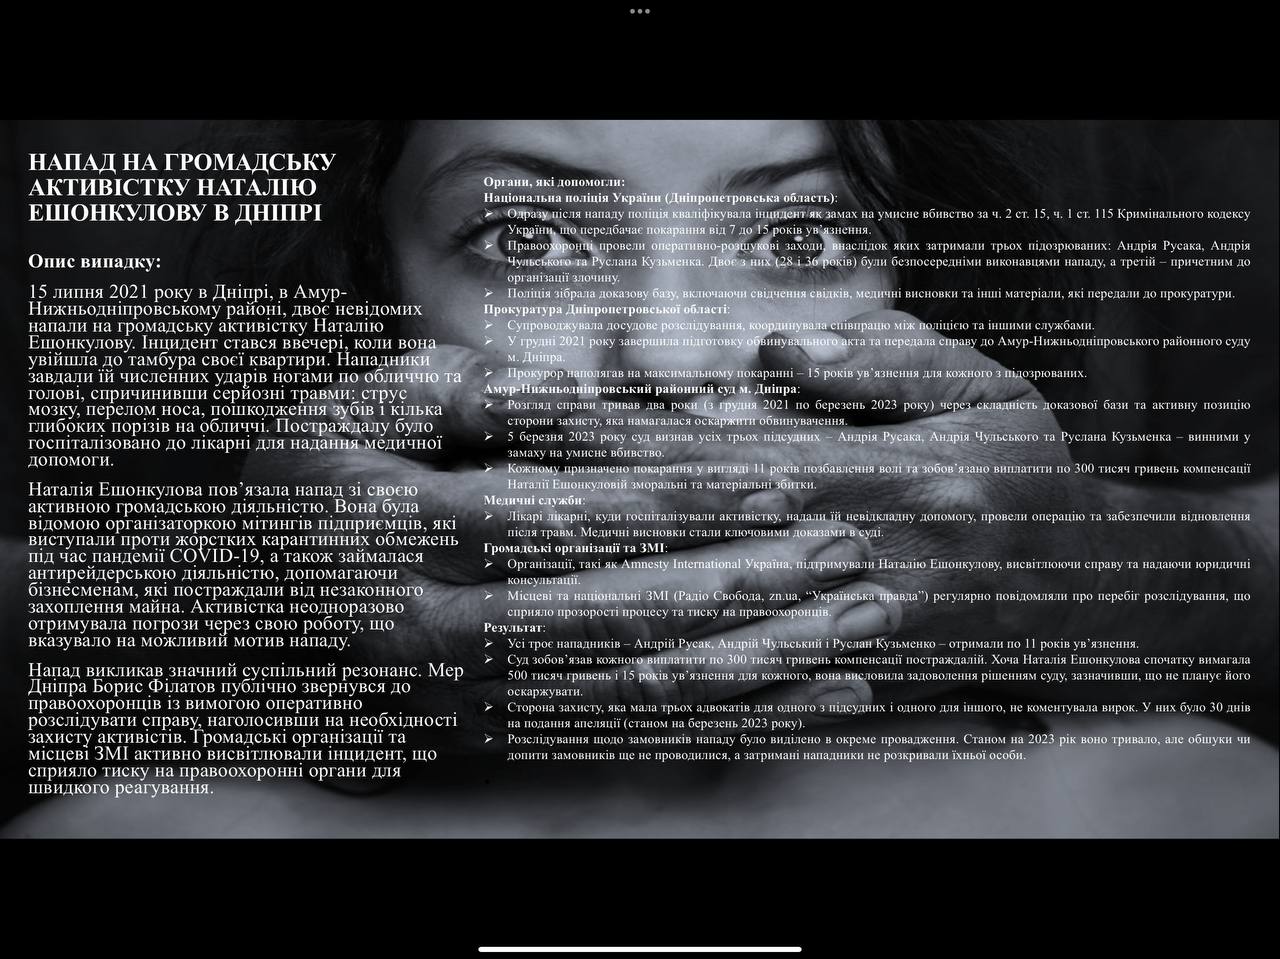 НАПАД НА ГРОМАДСЬКУ
АКТИВІСТКУ НАТАЛІЮ
ЕШОНКУЛОВУ В ДНІПРІ
Опис випадку:
15 липня 2021 року в Дніпрі, в Амур-
Нижньодніпровському районі, двоє невідомих
напали на громадську активістку Наталію
Ешонкулову. Інцидент стався ввечері, коли вона
увійшла до тамбура своєї квартири. Нападники
завдали їй численних ударів ногами по обличчю та
голові, спричинивши серйозні травми: струс
мозку, перелом носа, пошкодження зубів і кілька
глибоких порізів на обличчі. Постраждалу було
госпіталізовано до лікарні для надання медичної
допомоги.
Наталія Ешонкулова пов’язала напад зі своєю
активною громадською діяльністю. Вона була
відомою організаторкою мітингів підприємців, які
виступали проти жорстких карантинних обмежень
під час пандемії COVID-19, а також займалася
антирейдерською діяльністю, допомагаючи
бізнесменам, які постраждали від незаконного
захоплення майна. Активістка неодноразово
отримувала погрози через свою роботу, що
вказувало на можливий мотив нападу.
Напад викликав значний суспільний резонанс. Мер
Дніпра Борис Філатов публічно звернувся до
правоохоронців із вимогою оперативно
розслідувати справу, наголосивши на необхідності
захисту активістів. Громадські організації та
місцеві ЗМІ активно висвітлювали інцидент, що
сприяло тиску на правоохоронні органи для
швидкого реагування.
Органи, які допомогли:
Національна поліція України (Дніпропетровська область):
➢ Одразу після нападу поліція кваліфікувала інцидент як замах на умисне вбивство за ч. 2 ст. 15, ч. 1 ст. 115 Кримінального кодексу
України, що передбачає покарання від 7 до 15 років ув’язнення.
➢ Правоохоронці провели оперативно-розшукові заходи, внаслідок яких затримали трьох підозрюваних: Андрія Русака, Андрія
Чульського та Руслана Кузьменка. Двоє з них (28 і 36 років) були безпосередніми виконавцями нападу, а третій – причетним до
організації злочину.
➢ Поліція зібрала доказову базу, включаючи свідчення свідків, медичні висновки та інші матеріали, які передали до прокуратури.
Прокуратура Дніпропетровської області:
➢ Супроводжувала досудове розслідування, координувала співпрацю між поліцією та іншими службами.
➢ У грудні 2021 року завершила підготовку обвинувального акта та передала справу до Амур-Нижньодніпровського районного суду
м. Дніпра.
➢ Прокурор наполягав на максимальному покаранні – 15 років ув’язнення для кожного з підозрюваних.
Амур-Нижньодніпровський районний суд м. Дніпра:
➢ Розгляд справи тривав два роки (з грудня 2021 по березень 2023 року) через складність доказової бази та активну позицію
сторони захисту, яка намагалася оскаржити обвинувачення.
➢ 5 березня 2023 року суд визнав усіх трьох підсудних – Андрія Русака, Андрія Чульського та Руслана Кузьменка – винними у
замаху на умисне вбивство.
➢ Кожному призначено покарання у вигляді 11 років позбавлення волі та зобов’язано виплатити по 300 тисяч гривень компенсації
Наталії Ешонкуловій зморальні та матеріальні збитки.
Медичні служби:
➢ Лікарі лікарні, куди госпіталізували активістку, надали їй невідкладну допомогу, провели операцію та забезпечили відновлення
після травм. Медичні висновки стали ключовими доказами в суді.
Громадські організації та ЗМІ:
➢ Організації, такі як Amnesty International Україна, підтримували Наталію Ешонкулову, висвітлюючи справу та надаючи юридичні
консультації.
➢ Місцеві та національні ЗМІ (Радіо Свобода, zn.ua, “Українська правда”) регулярно повідомляли про перебіг розслідування, що
сприяло прозорості процесу та тиску на правоохоронців.
Результат:
➢ Усі троє нападників – Андрій Русак, Андрій Чульський і Руслан Кузьменко – отримали по 11 років ув’язнення.
➢ Суд зобов’язав кожного виплатити по 300 тисяч гривень компенсації постраждалій. Хоча Наталія Ешонкулова спочатку вимагала
500 тисяч гривень і 15 років ув’язнення для кожного, вона висловила задоволення рішенням суду, зазначивши, що не планує його
оскаржувати.
➢ Сторона захисту, яка мала трьох адвокатів для одного з підсудних і одного для іншого, не коментувала вирок. У них було 30 днів
на подання апеляції (станом на березень 2023 року).
➢ Розслідування щодо замовників нападу було виділено в окреме провадження. Станом на 2023 рік воно тривало, але обшуки чи
допити замовників ще не проводилися, а затримані нападники не розкривали їхньої особи.